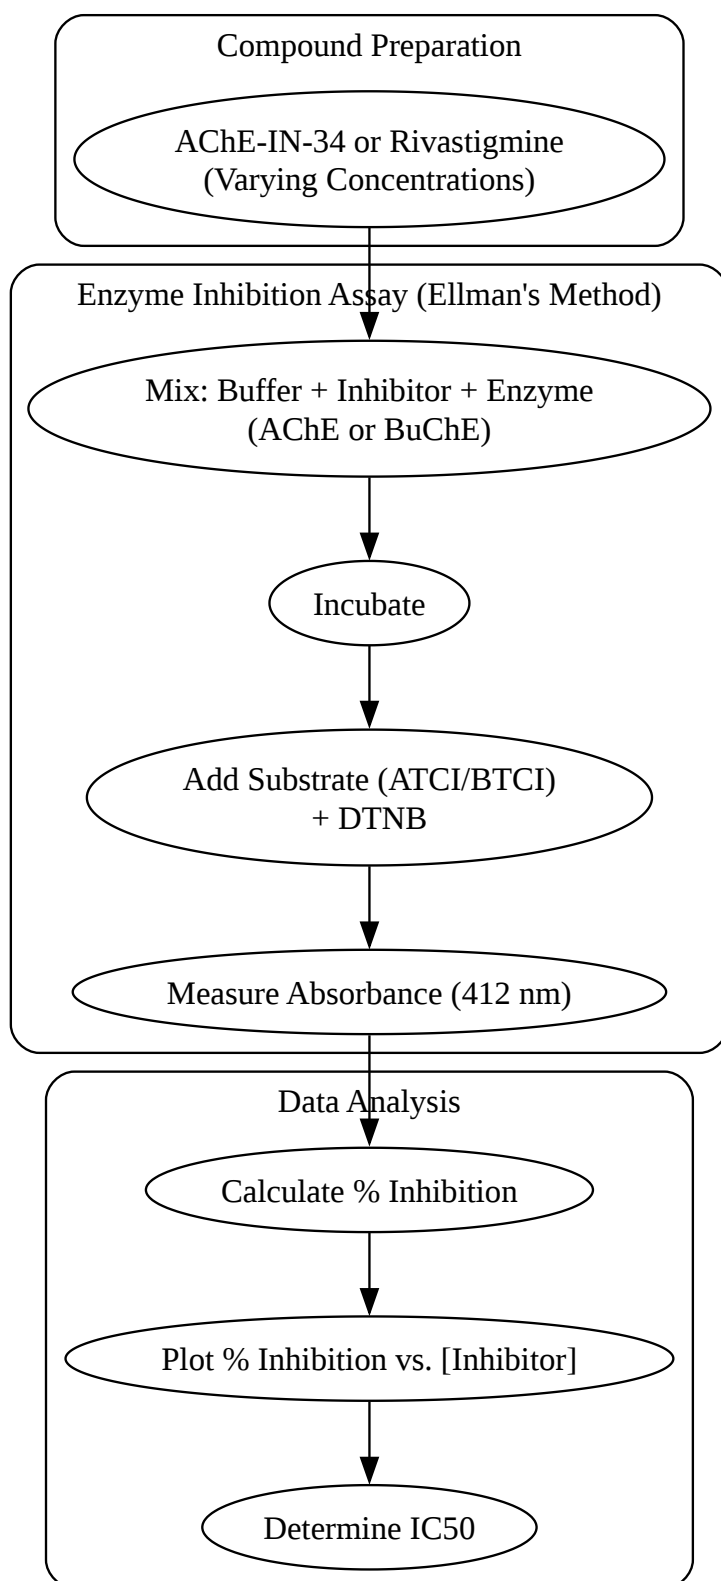 Compound Preparation
AChE-IN-34 or Rivastigmine
(Varying Concentrations)
Enzyme Inhibition Assay (Ellman's Method)
Mix: Buffer + Inhibitor + Enzyme
(AChE or BuChE)
Incubate
Add Substrate (ATCI/BTCI)
+ DTNB
Measure Absorbance (412 nm)
Data Analysis
Calculate % Inhibition
Plot % Inhibition vs. [Inhibitor]
Determine IC50